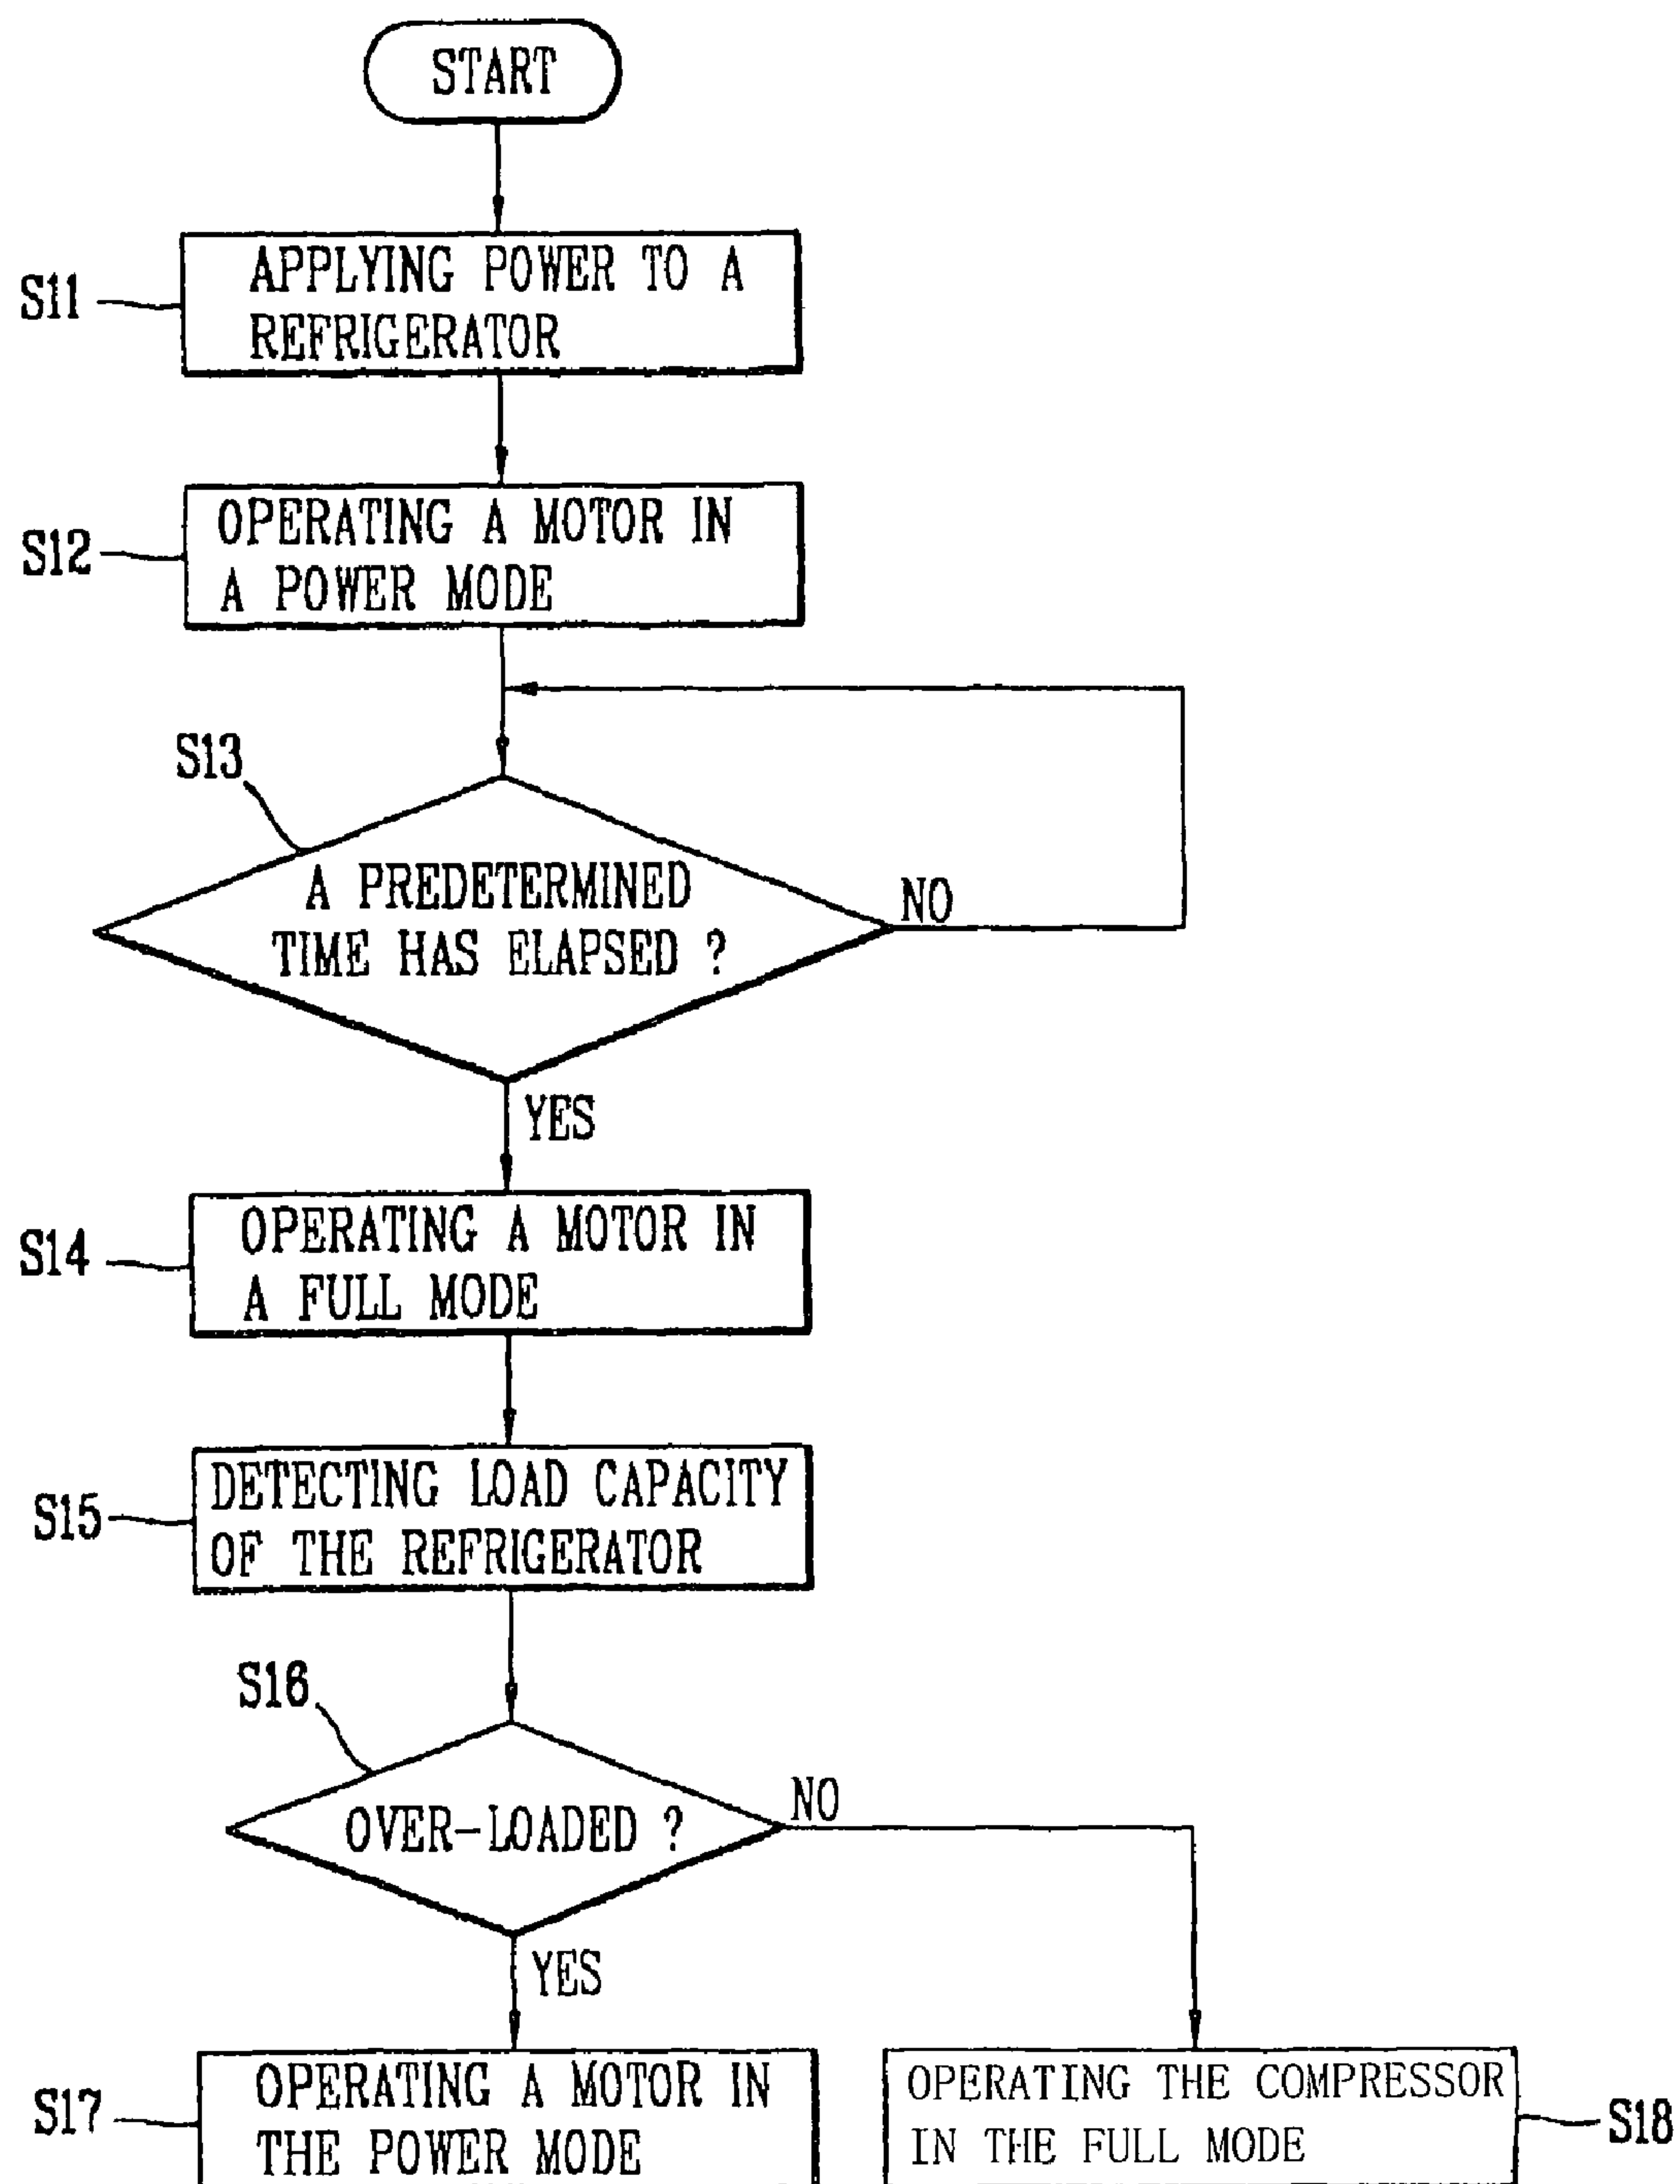 START
S11
APPLYING POWER TO A
REFRIGERATOR
S12
OPERATING A MOTOR IN
A POWER MODE
S13
A PREDETERMINED
TIME HAS ELAPSED ?
NO
YES
S14
OPERATING A MOTOR IN
A FULL MODE
S15
DETECTING LOAD CAPACITY
OF THE REFRIGERATOR
S16
OVER-LOADED ?
NO
YES
S17
OPERATING A MOTOR IN
THE POWER MODE
OPERATING THE COMPRESSOR
IN THE FULL MODE
S18